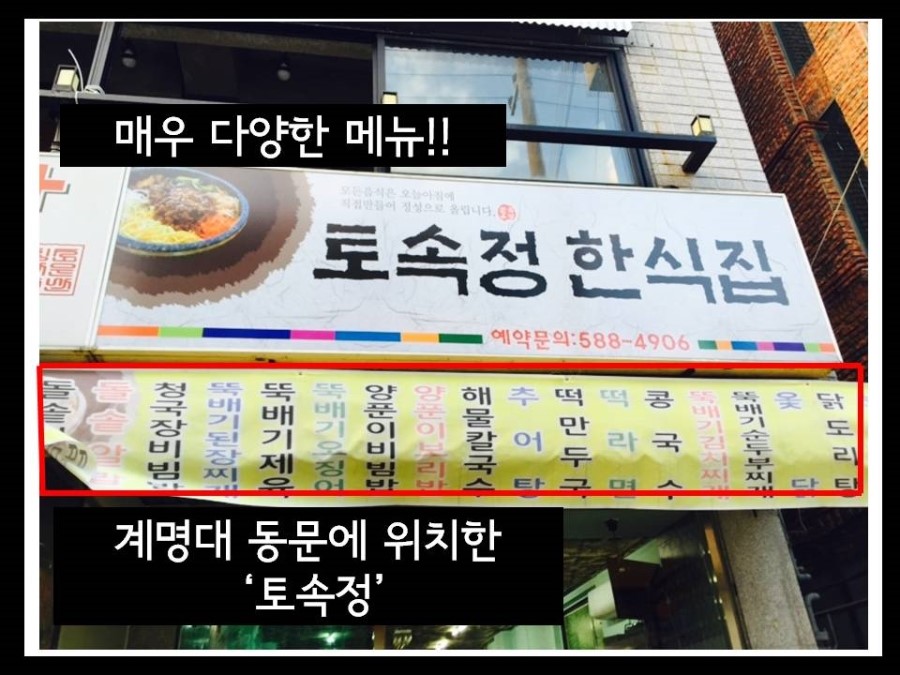 매우 다양한 메뉴!!
모든음식은 오늘아침에
직접만들어 정성으로 올립니다.
토속정 한식집
예약문의:588-4906
돌솥
돌솥알밥
청국장비빔밥
뚝배기된장찌개
뚝배기제육
뚝배기오징어
양푼이비빔밥
양푼이보리밥
해물칼국수
추어탕
떡만두국
떡라면
콩국수
뚝배기김치찌개
뚝배기순두부찌개
옻닭
닭도리탕
계명대 동문에 위치한
‘토속정’